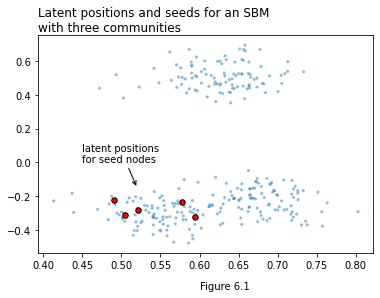 Latent positions and seeds for an SBM
with three communities
0.6
0.4
0.2
0.0
−0.2
−0.4
latent positions
for seed nodes
0.40 0.45 0.50 0.55 0.60 0.65 0.70 0.75 0.80
Figure 6.1